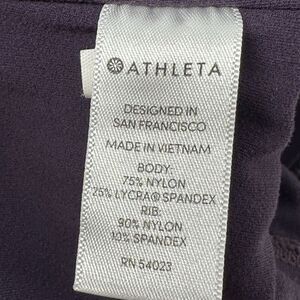 ATHLETA
DESIGNED IN
SAN FRANCISCO
MADE IN VIETNAM
BODY:
75% NYLON
25% LYCRA® SPANDEX
RIB:
90% NYLON
10% SPANDEX
RN 54023